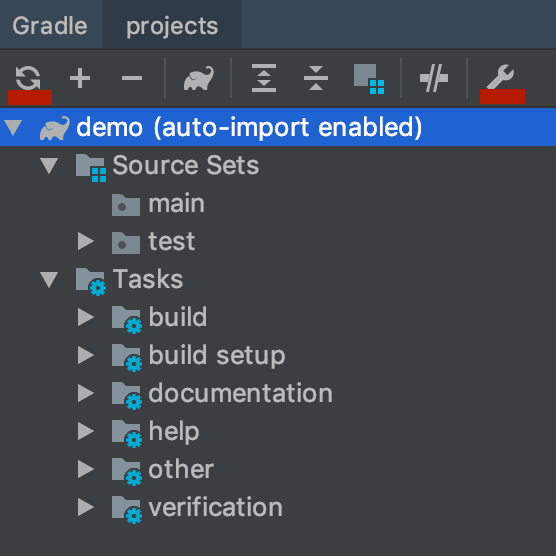 Gradle projects
demo (auto-import enabled)
Source Sets
main
test
Tasks
build
build setup
documentation
help
other
verification